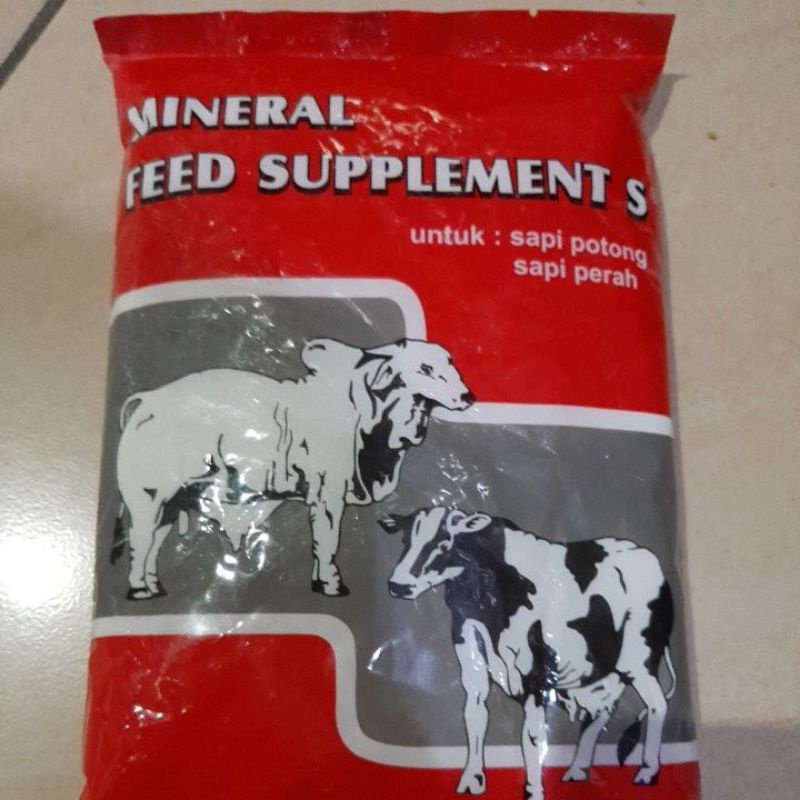 MINERAL
FEED SUPPLEMENT S
untuk : sapi potong
sapi perah